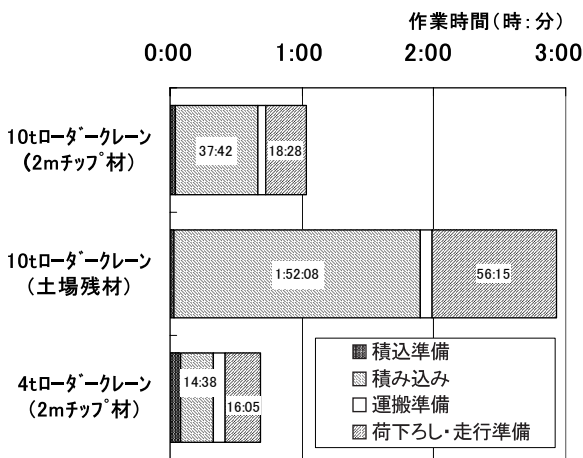 作業時間(時:分)
0:00 1:00 2:00 3:00
10tローダークレーン
(2mチップ材)
37:42 18:28
10tローダークレーン
(土場残材)
1:52:08 56:15
4tローダークレーン
(2mチップ材)
14:38 16:05
積込準備
積み込み
運搬準備
荷下ろし・走行準備